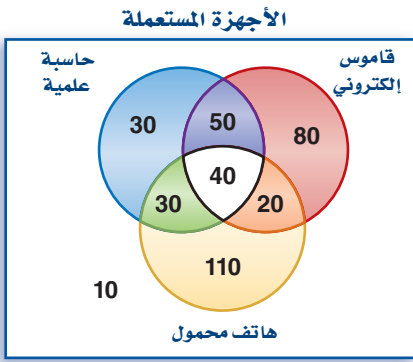 الأجهزة المستعملة
حاسبة
علمية
قاموس
إلكتروني
30
50
80
40
30
20
110
10
هاتف محمول